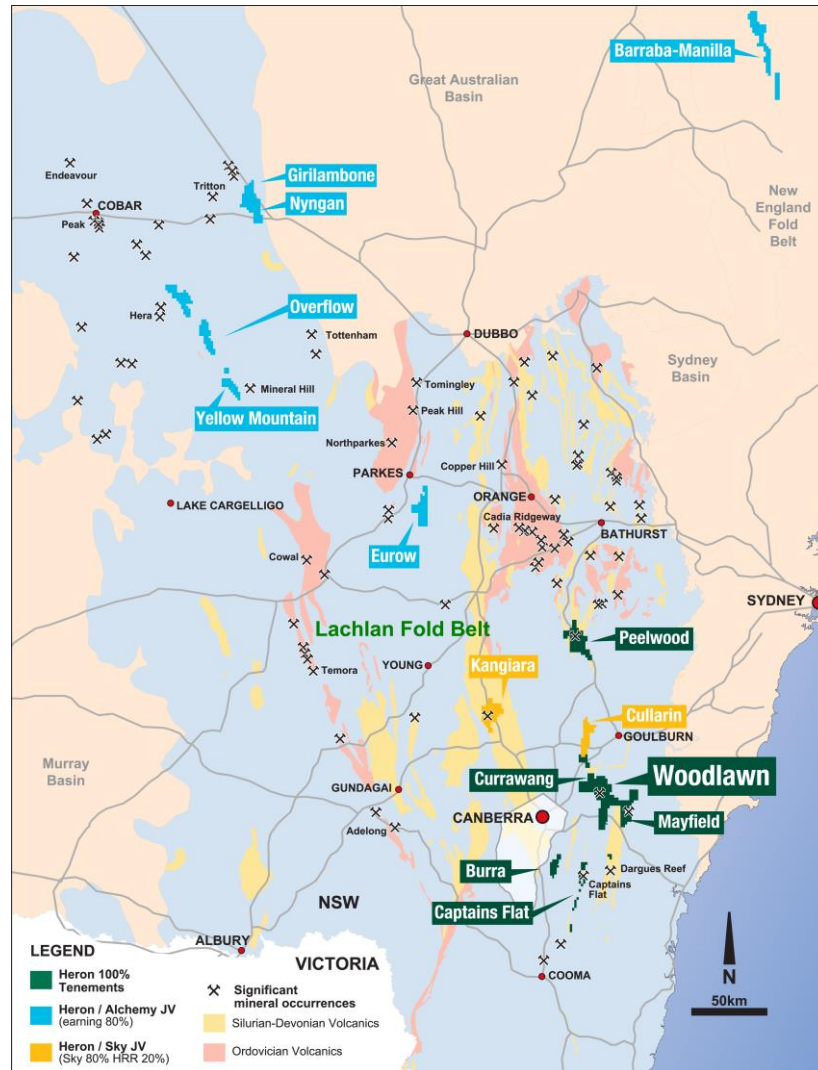 Barraba-Manilla
Great Australian
Basin
Endeavour
Tritton
Girilambone
Nyngan
COBAR
Peak
New
England
Fold
Belt
Overflow
Hera
Tottenham
DUBBO
Sydney
Basin
Mineral Hill
Tomingley
Yellow Mountain
Peak Hill
Northparkes
Copper Hill
PARKES
LAKE CARGELLIGO
ORANGE
Cadia Ridgeway
BATHURST
Eurow
Cowal
SYDNEY
Lachlan Fold Belt
Peelwood
YOUNG
Temora
Kangiara
Cullarin
GOULBURN
Murray
Basin
Currawang
Woodlawn
GUNDAGAI
CANBERRA
Mayfield
Adelong
Burra
Dargues Reef
Captains
Flat
NSW
Captains Flat
ALBURY
VICTORIA
COOMA
N
50km
LEGEND
Heron 100%
Tenements
Heron / Alchemy JV
(earning 80%)
Heron / Sky JV
(Sky 80% HRR 20%)
Significant
mineral occurrences
Silurian-Devonian Volcanics
Ordovician Volcanics